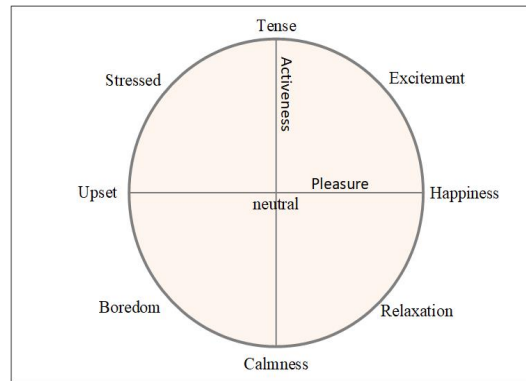 Tense
Activeness
Stressed
Excitement
Pleasure
Upset
Happiness
neutral
Boredom
Relaxation
Calmness